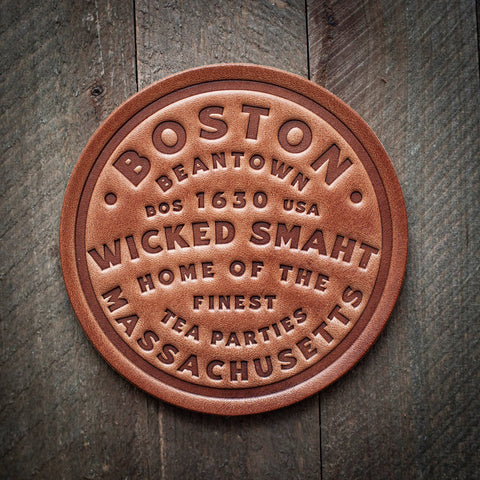 BOSTON
BEANTOWN
BOS 1630 USA
WICKED SMAHT
HOME OF THE
FINEST
TEA PARTIES
MASSACHUSETTS